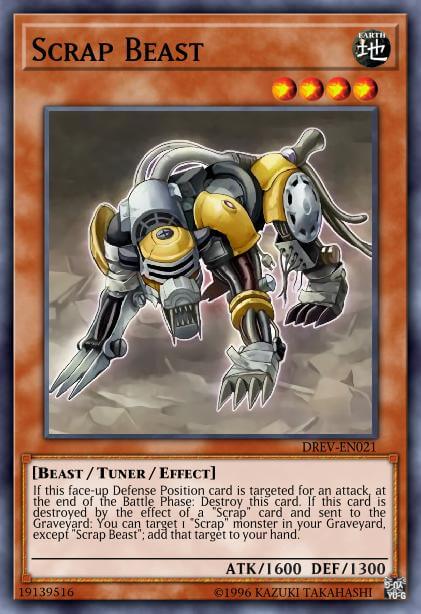 SCRAP BEAST
EARTH
地
DREV-EN021
[BEAST / TUNER / EFFECT]
If this face-up Defense Position card is targeted for an attack, at
the end of the Battle Phase: Destroy this card. If this card is
destroyed by the effect of a "Scrap" card and sent to the
Graveyard: You can target 1 "Scrap" monster in your Graveyard,
except "Scrap Beast"; add that target to your hand.
ATK/1600 DEF/1300
19139516
©1996 KAZUKI TAKAHASHI